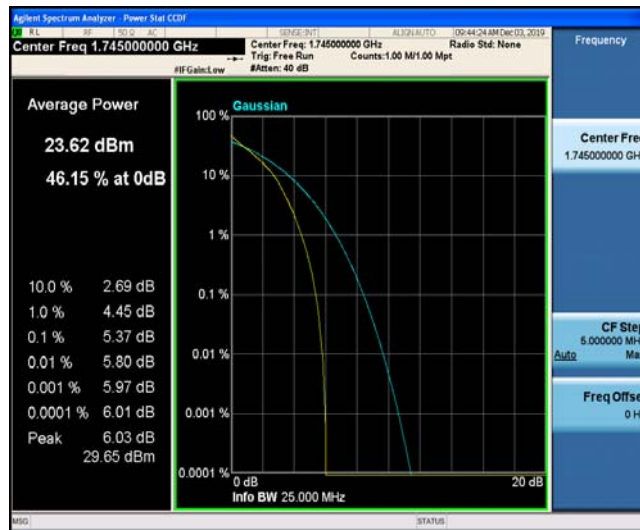 Agilent Spectrum Analyzer - Power Stat CCDF
RL RF 50 Ω AC SENSE:INT ALIGN AUTO 09:44:24 AM Dec 03, 2019
Center Freq 1.745000000 GHz
Center Freq: 1.745000000 GHz Radio Std: None
Trig: Free Run Counts:1.00 M/1.00 Mpt
#IFGain:Low #Atten: 40 dB
Frequency
Average Power
23.62 dBm
46.15 % at 0dB
10.0 % 2.69 dB
1.0 % 4.45 dB
0.1 % 5.37 dB
0.01 % 5.80 dB
0.001 % 5.97 dB
0.0001 % 6.01 dB
Peak 6.03 dB
29.65 dBm
Gaussian
100 %
10 %
1 %
0.1 %
0.01 %
0.001 %
0.0001 %
0 dB 20 dB
Info BW 25.000 MHz
Center Fre
1.745000000 GH
CF Step
5.000000 MH
Auto Ma
Freq Offse
0 H
MSG STATUS